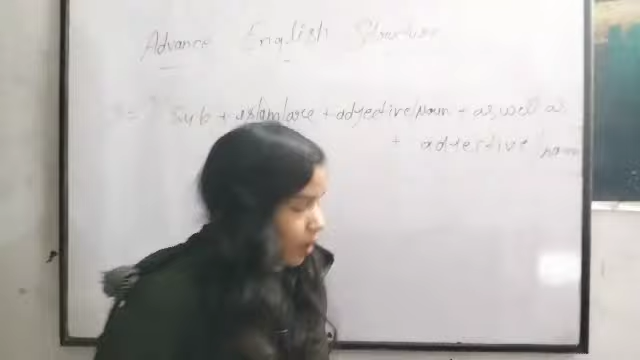 Advance English Structure
Sub + is/am/are + adjective/noun + as well as
+ adjective noun